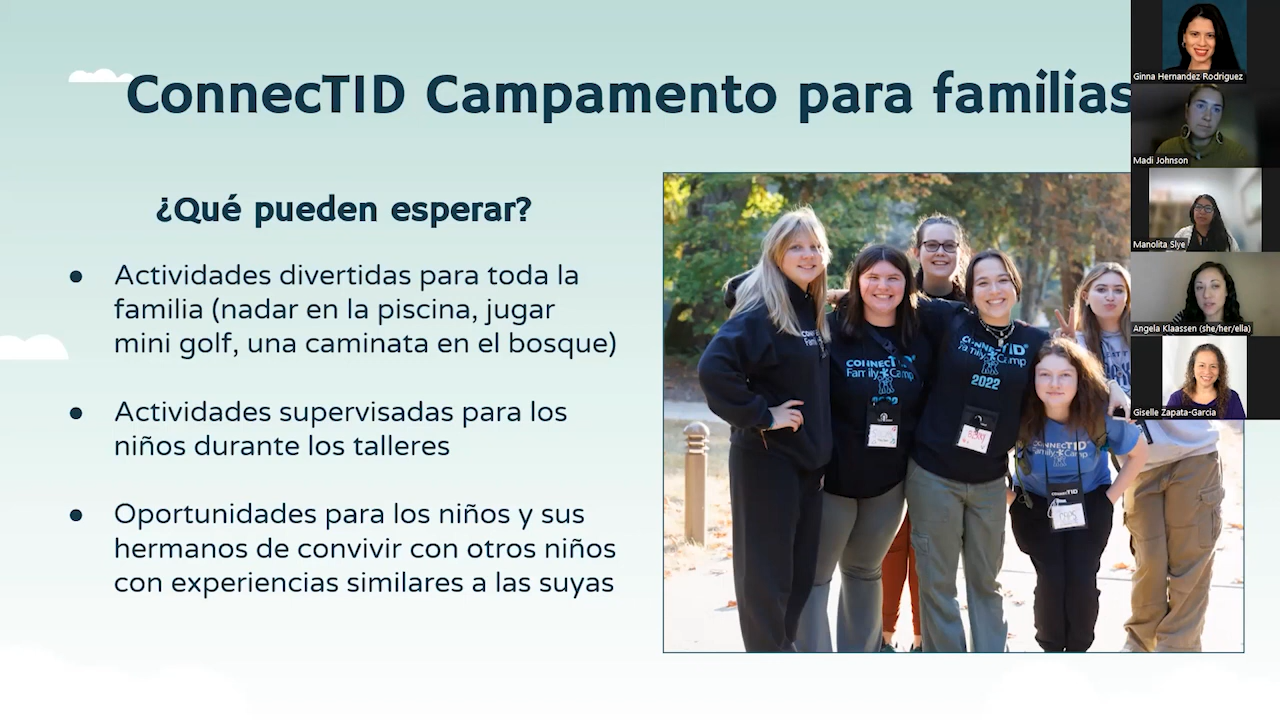 ConnecTID Campamento para familias
¿Qué pueden esperar?
● Actividades divertidas para toda la
familia (nadar en la piscina, jugar
mini golf, una caminata en el bosque)
● Actividades supervisadas para los
niños durante los talleres
● Oportunidades para los niños y sus
hermanos de convivir con otros niños
con experiencias similares a las suyas
CONNECTID
Family Camp
2022
CONNECTID
Family Camp
2022
CONNECTID
Family Camp
CONNECTID
Ginna Hernandez Rodriguez
Madi Johnson
Manolita Slye
Angela Klaassen (she/her/ella)
Giselle Zapata-Garcia